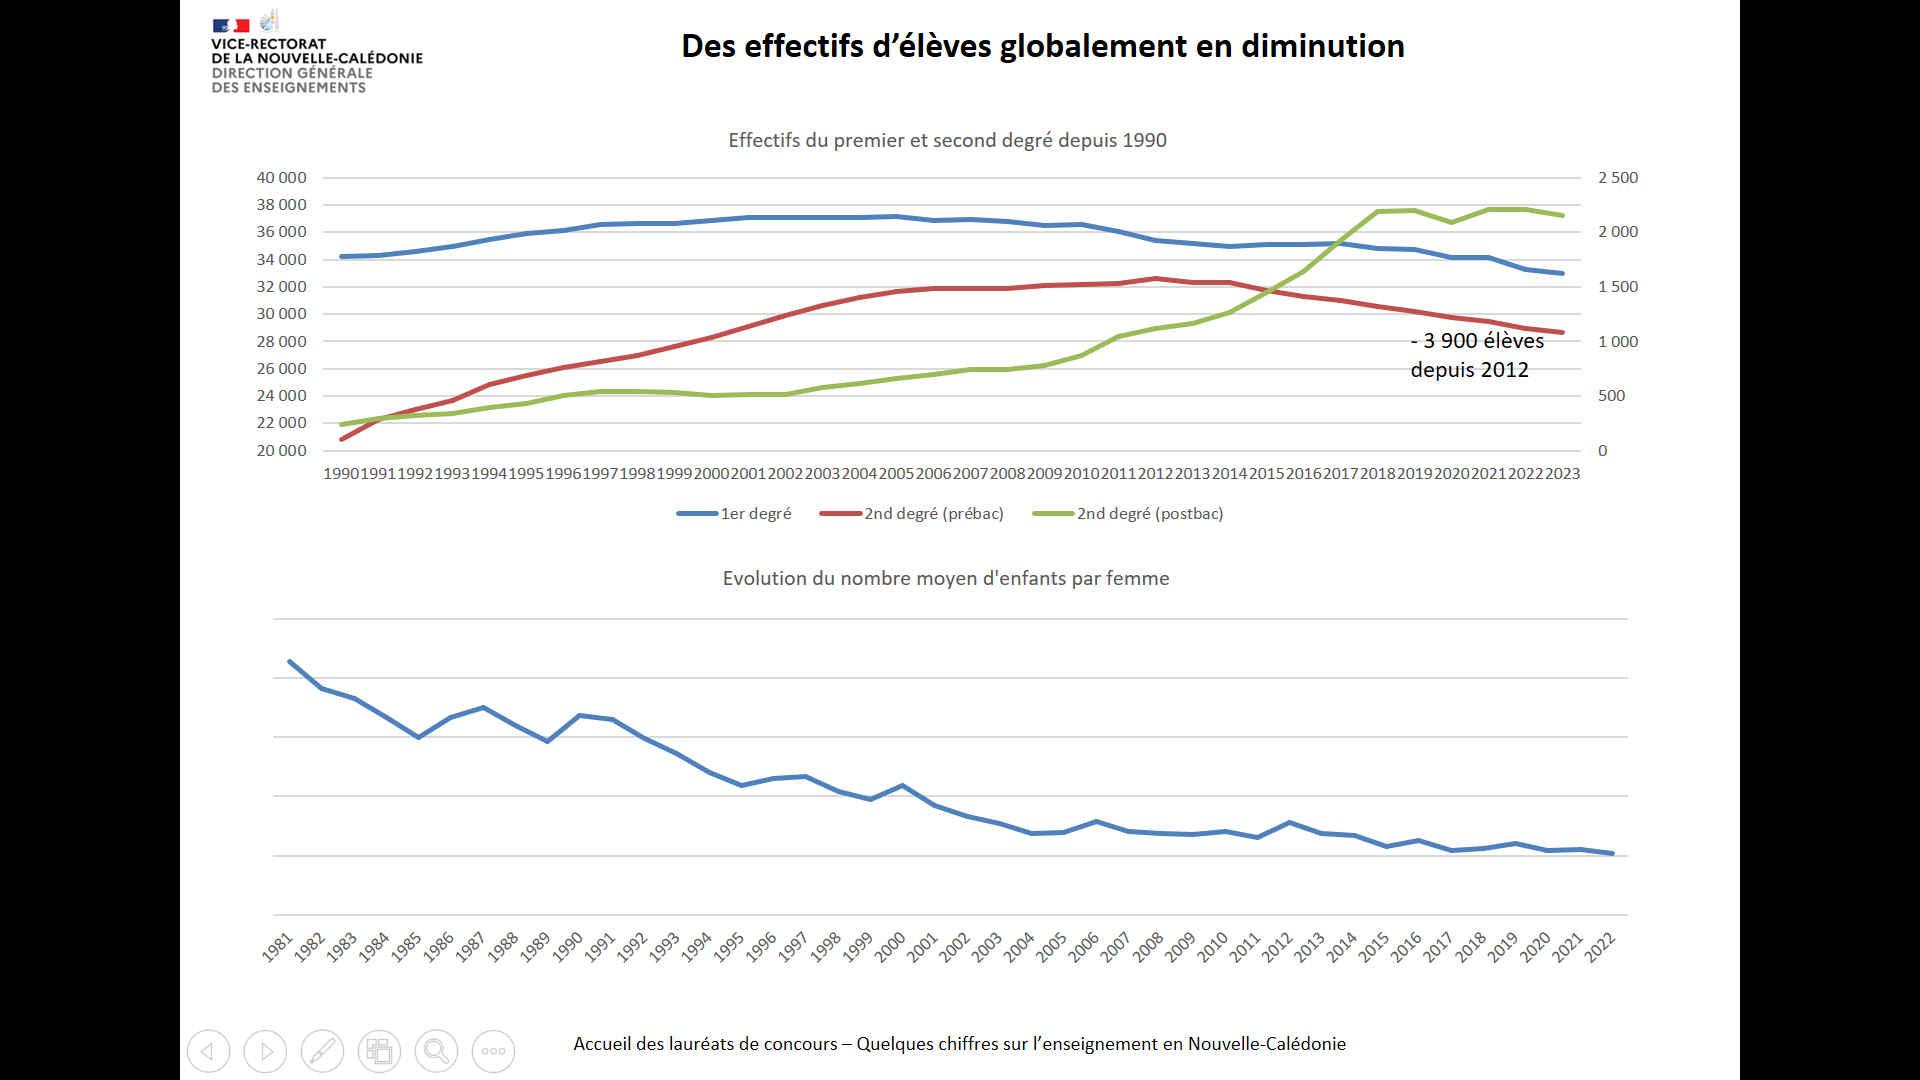 VICE-RECTORAT
DE LA NOUVELLE-CALÉDONIE
DIRECTION GÉNÉRALE
DES ENSEIGNEMENTS
Des effectifs d’élèves globalement en diminution
Effectifs du premier et second degré depuis 1990
40 000
38 000
36 000
34 000
32 000
30 000
28 000
26 000
24 000
22 000
20 000
2 500
2 000
1 500
1 000
500
0
- 3 900 élèves
depuis 2012
1990 1991 1992 1993 1994 1995 1996 1997 1998 1999 2000 2001 2002 2003 2004 2005 2006 2007 2008 2009 2010 2011 2012 2013 2014 2015 2016 2017 2018 2019 2020 2021 2022 2023
1er degré 2nd degré (prébac) 2nd degré (postbac)
Evolution du nombre moyen d'enfants par femme
1981 1982 1983 1984 1985 1986 1987 1988 1989 1990 1991 1992 1993 1994 1995 1996 1997 1998 1999 2000 2001 2002 2003 2004 2005 2006 2007 2008 2009 2010 2011 2012 2013 2014 2015 2016 2017 2018 2019 2020 2021 2022
Accueil des lauréats de concours – Quelques chiffres sur l’enseignement en Nouvelle-Calédonie